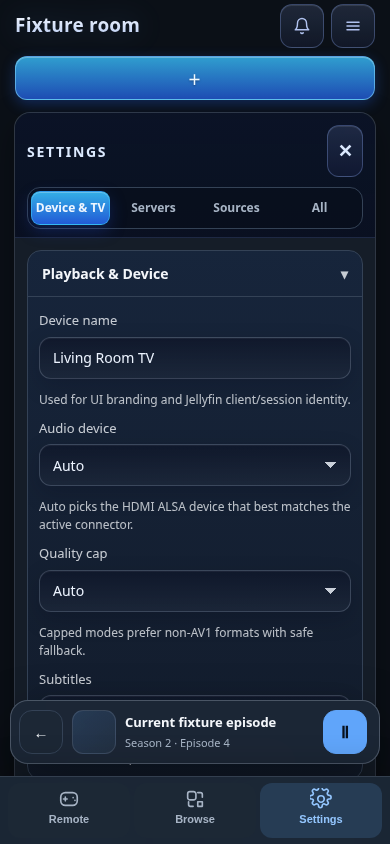 Fixture room
+
SETTINGS
✕
Device & TV
Servers
Sources
All
Playback & Device
▼
Device name
Living Room TV
Used for UI branding and Jellyfin client/session identity.
Audio device
Auto
Auto picks the HDMI ALSA device that best matches the
active connector.
Quality cap
Auto
Capped modes prefer non-AV1 formats with safe
fallback.
Subtitles
←
Current fixture episode
Season 2 · Episode 4
Remote
Browse
Settings